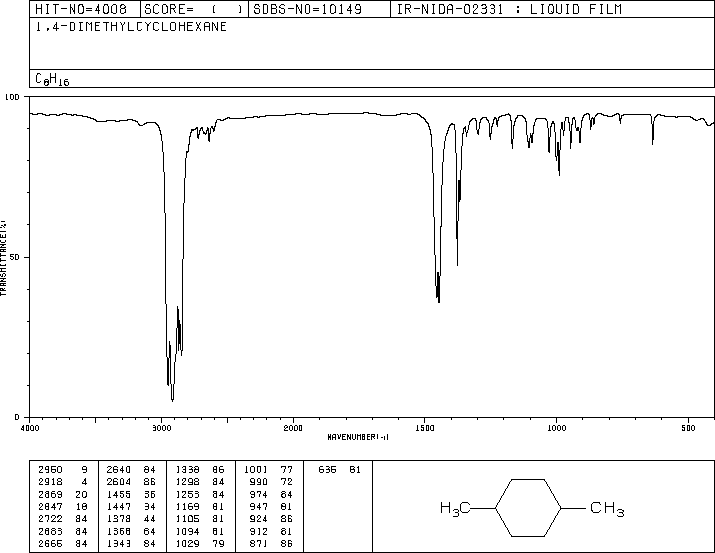 HIT-NO=4008 SCORE= ( ) SDBS-NO=10149 IR-NIDA-02331 : LIQUID FILM
1,4-DIMETHYLCYCLOHEXANE
C8H16
100
50
0
TRANSMITTANCE(%)
4000 3000 2000 1500 1000 500
WAVENUMBER(-1)
2960 9 2640 84 1338 86 1001 77 636 81
2918 4 2604 86 1298 84 990 72
2869 20 1455 36 1253 84 974 84
2847 18 1447 34 1169 81 947 81
2722 84 1378 44 1105 81 924 86
2683 84 1368 64 1094 81 912 81
2665 84 1343 84 1029 79 871 86
H3C CH3